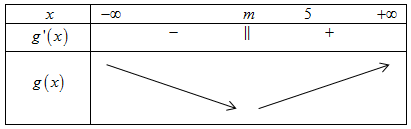 x −∞ m 5 +∞
g'(x) − || +
g(x)